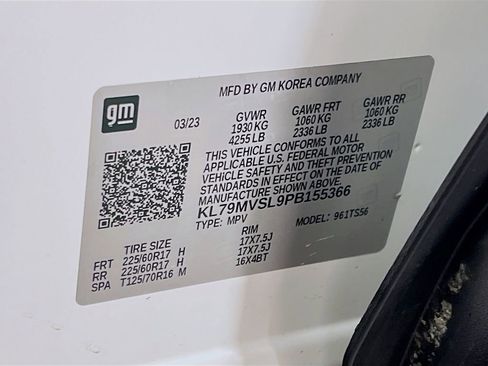 MFD BY GM KOREA COMPANY
gm
03/23
GVWR GAWR FRT GAWR RR
1930 KG 1060 KG 1060 KG
4255 LB 2336 LB 2336 LB
THIS VEHICLE CONFORMS TO ALL
APPLICABLE U.S. FEDERAL MOTOR
VEHICLE SAFETY AND THEFT PREVENTION
STANDARDS IN EFFECT ON THE DATE OF
MANUFACTURE SHOWN ABOVE.
KL79MVSL9PB155366
TYPE: MPV MODEL: 961TS56
TIRE SIZE RIM
FRT 225/60R17 H 17X7.5J
RR 225/60R17 H 17X7.5J
SPA T125/70R16 M 16X4BT